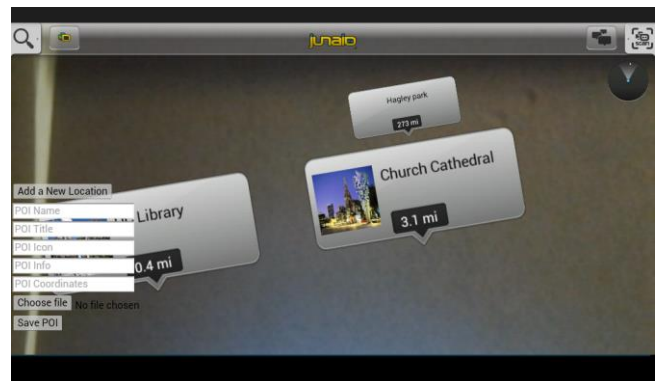 junaio
scan
Hagley park
273 mi
Church Cathedral
3.1 mi
Add a New Location
Library
POI Name
POI Title
POI Icon
POI Info
0.4 mi
POI Coordinates
Choose file No file chosen
Save POI